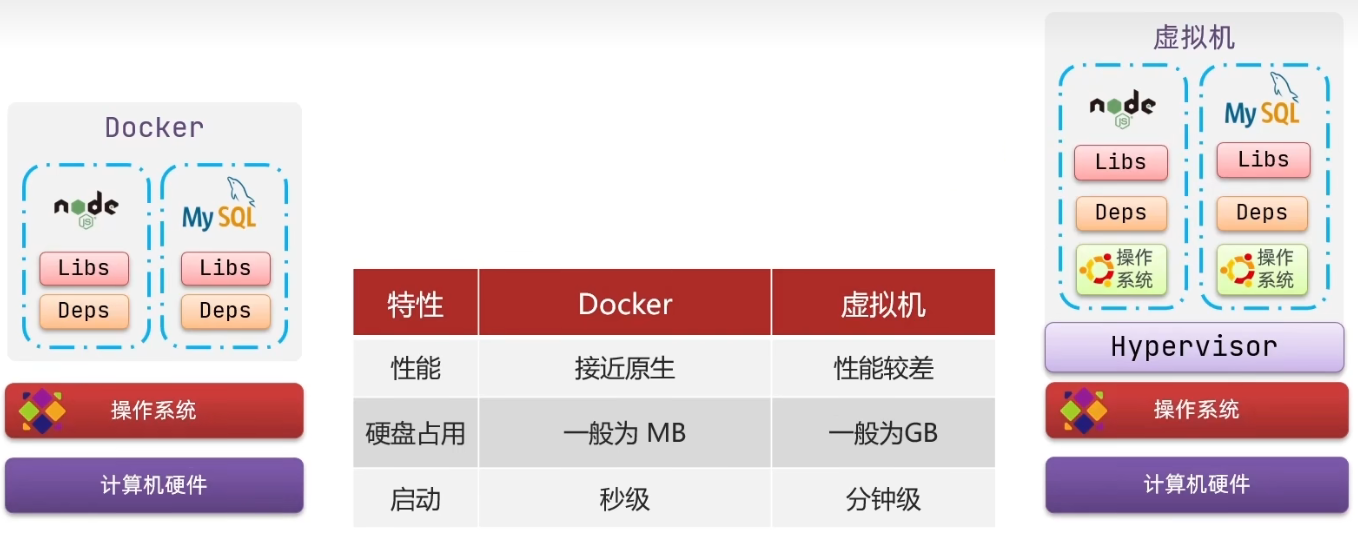 Docker
node
JS
MySQL
Libs
Libs
Deps
Deps
操作系统
计算机硬件
特性 Docker 虚拟机
性能 接近原生 性能较差
硬盘占用 一般为 MB 一般为GB
启动 秒级 分钟级
虚拟机
node
JS
MySQL
Libs
Libs
Deps
Deps
操作
系统
操作
系统
Hypervisor
操作系统
计算机硬件